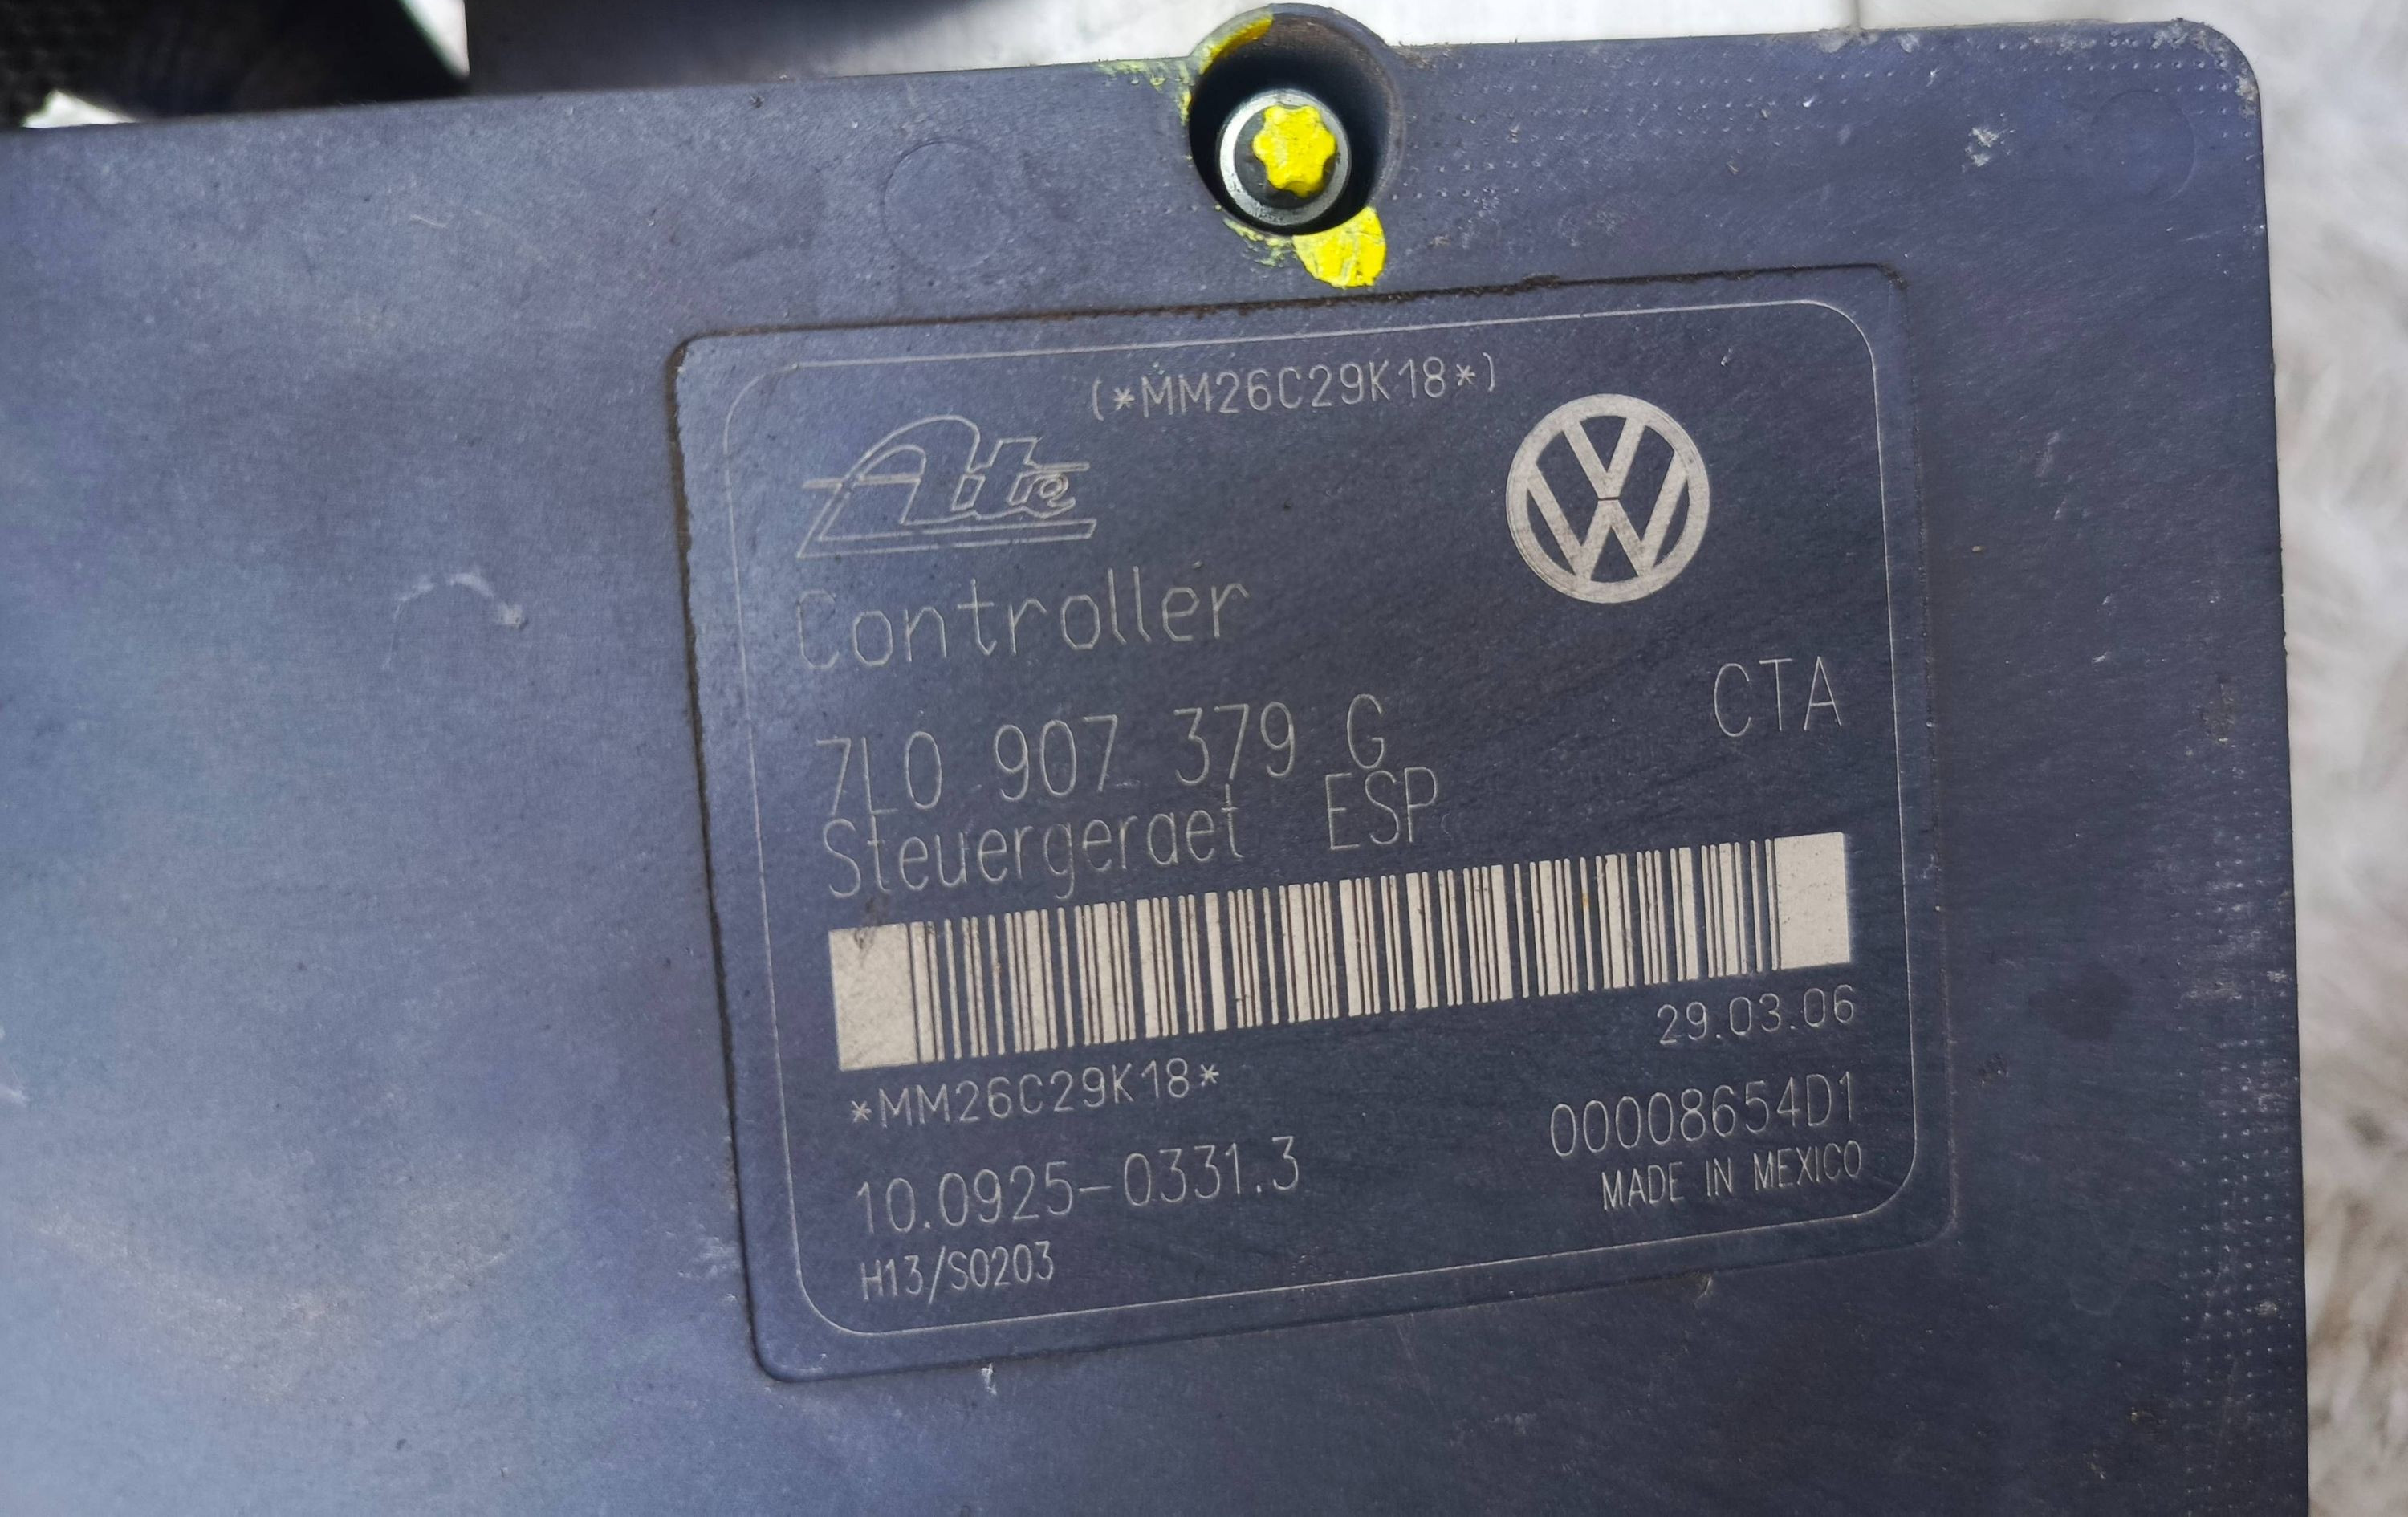 (*MM26C29K18*)
Ate
Controller
7L0 907 379 G
CTA
Steuergeraet ESP
29.03.06
*MM26C29K18*
00008654D1
10.0925-0331.3
MADE IN MEXICO
H13/S0203